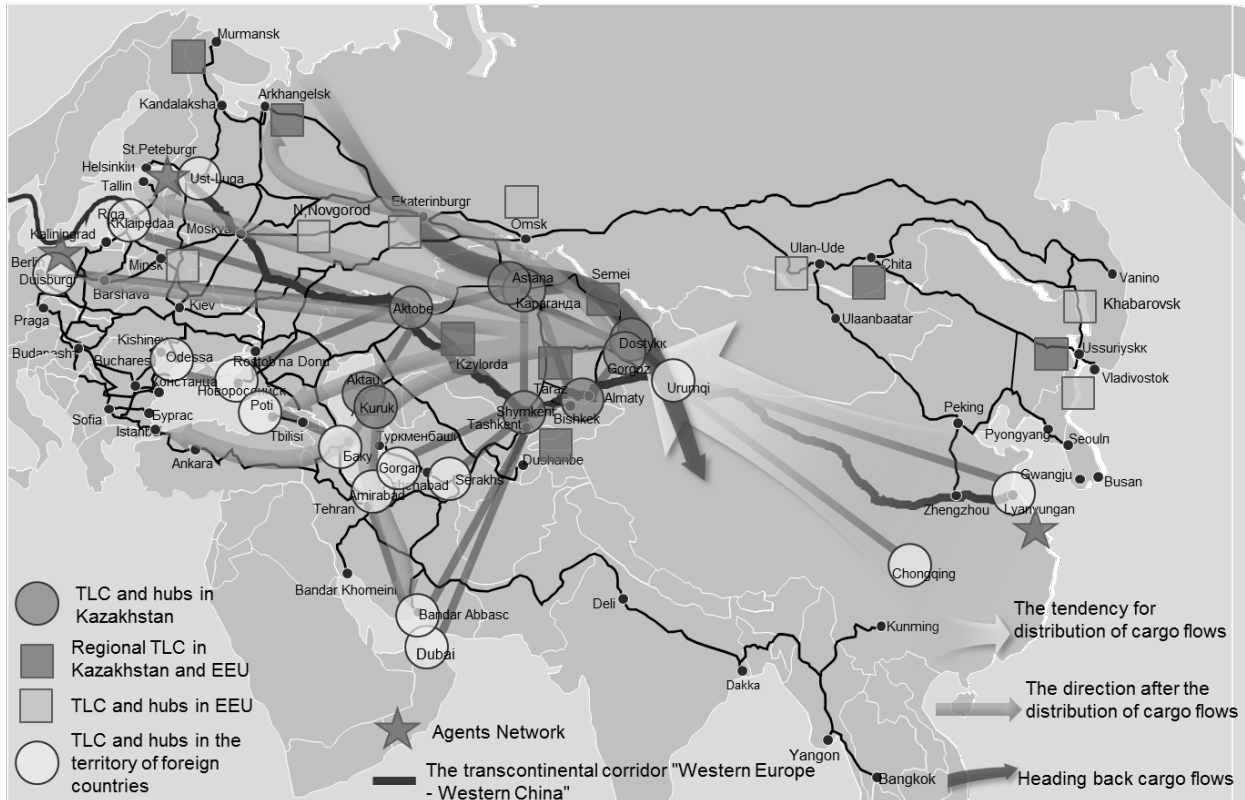 Murmansk
Kandalaksha
Arkhangelsk
St.Peteburgr
Helsinkiи
Ust-Luga
Tallin
Riga
KKlaipedaa
Kaliningrad
Moskva
N,Novgorod
Ekaterinburgr
Omsk
Berlin
Duisburgr
Minsk
Barshava
Kiev
Praga
Astana
Караганда
Semei
Aktobe
Ulan-Ude
Chita
Vanino
Khabarovsk
Ulaanbaatar
Ussuriyskк
Vladivostok
Kishinev
Budapasht
Buchares
Odessa
Rostob na Donu
Констанца
Новоросейиск
Kzylorda
Dostykк
Gorgoz
Urumqi
Taraz
Almaty
Aktau
Kuruk
Poti
Sofia
Бургас
Istanb
Tbilisi
Shymkent
Bishkek
Tashkent
Peking
Pyongyang
Seouln
Ankara
Баку
Туркменбаши
Gorgan
shenabad
Serakhs
Dushanbe
Gwangju
Busan
Amirabad
Tehran
Zhengzhou
Lyanyungan
Chongqing
Bandar Khomeini
Bandar Abbasc
Dubai
Deli
Kunming
Dakka
Yangon
Bangkok
TLC and hubs in
Kazakhstan
Regional TLC in
Kazakhstan and EEU
TLC and hubs in EEU
TLC and hubs in the
territory of foreign
countries
Agents Network
The transcontinental corridor "Western Europe
- Western China"
The tendency for
distribution of cargo flows
The direction after the
distribution of cargo flows
Heading back cargo flows